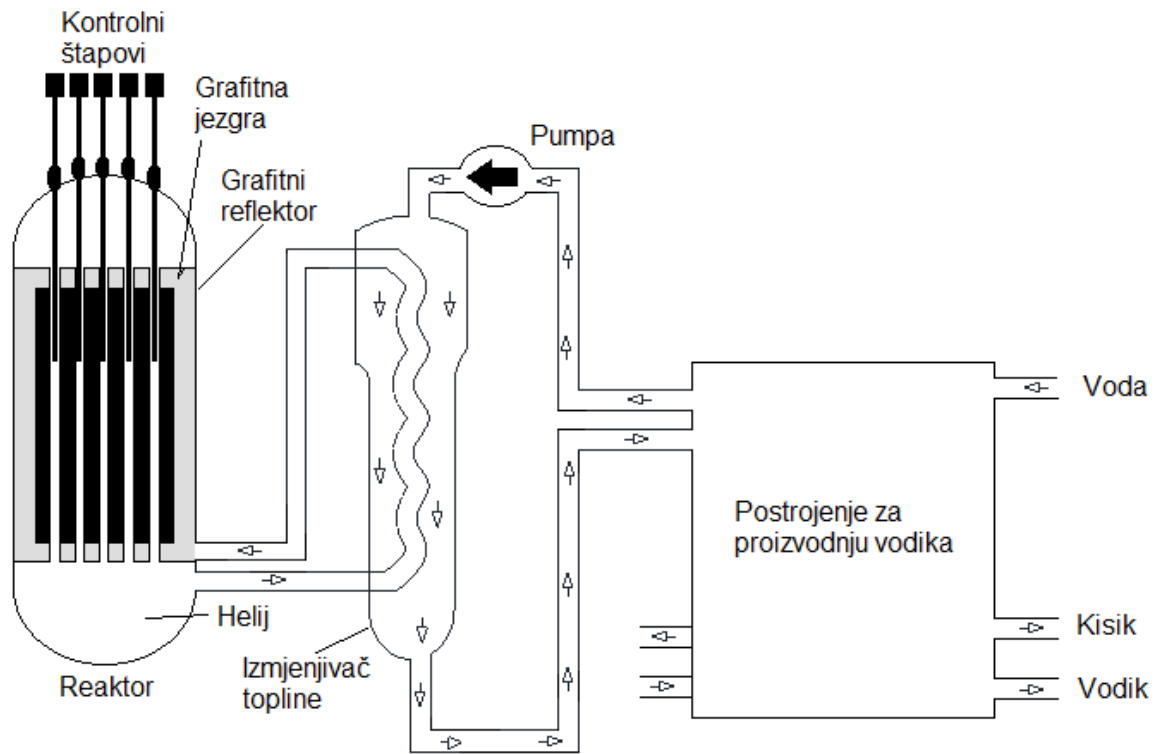 Kontrolni
štapovi
Grafitna
jezgra
Grafitni
reflektor
Pumpa
Voda
Postrojenje za
proizvodnju vodika
Helij
Kisik
Izmjenjivač
topline
Reaktor
Vodik